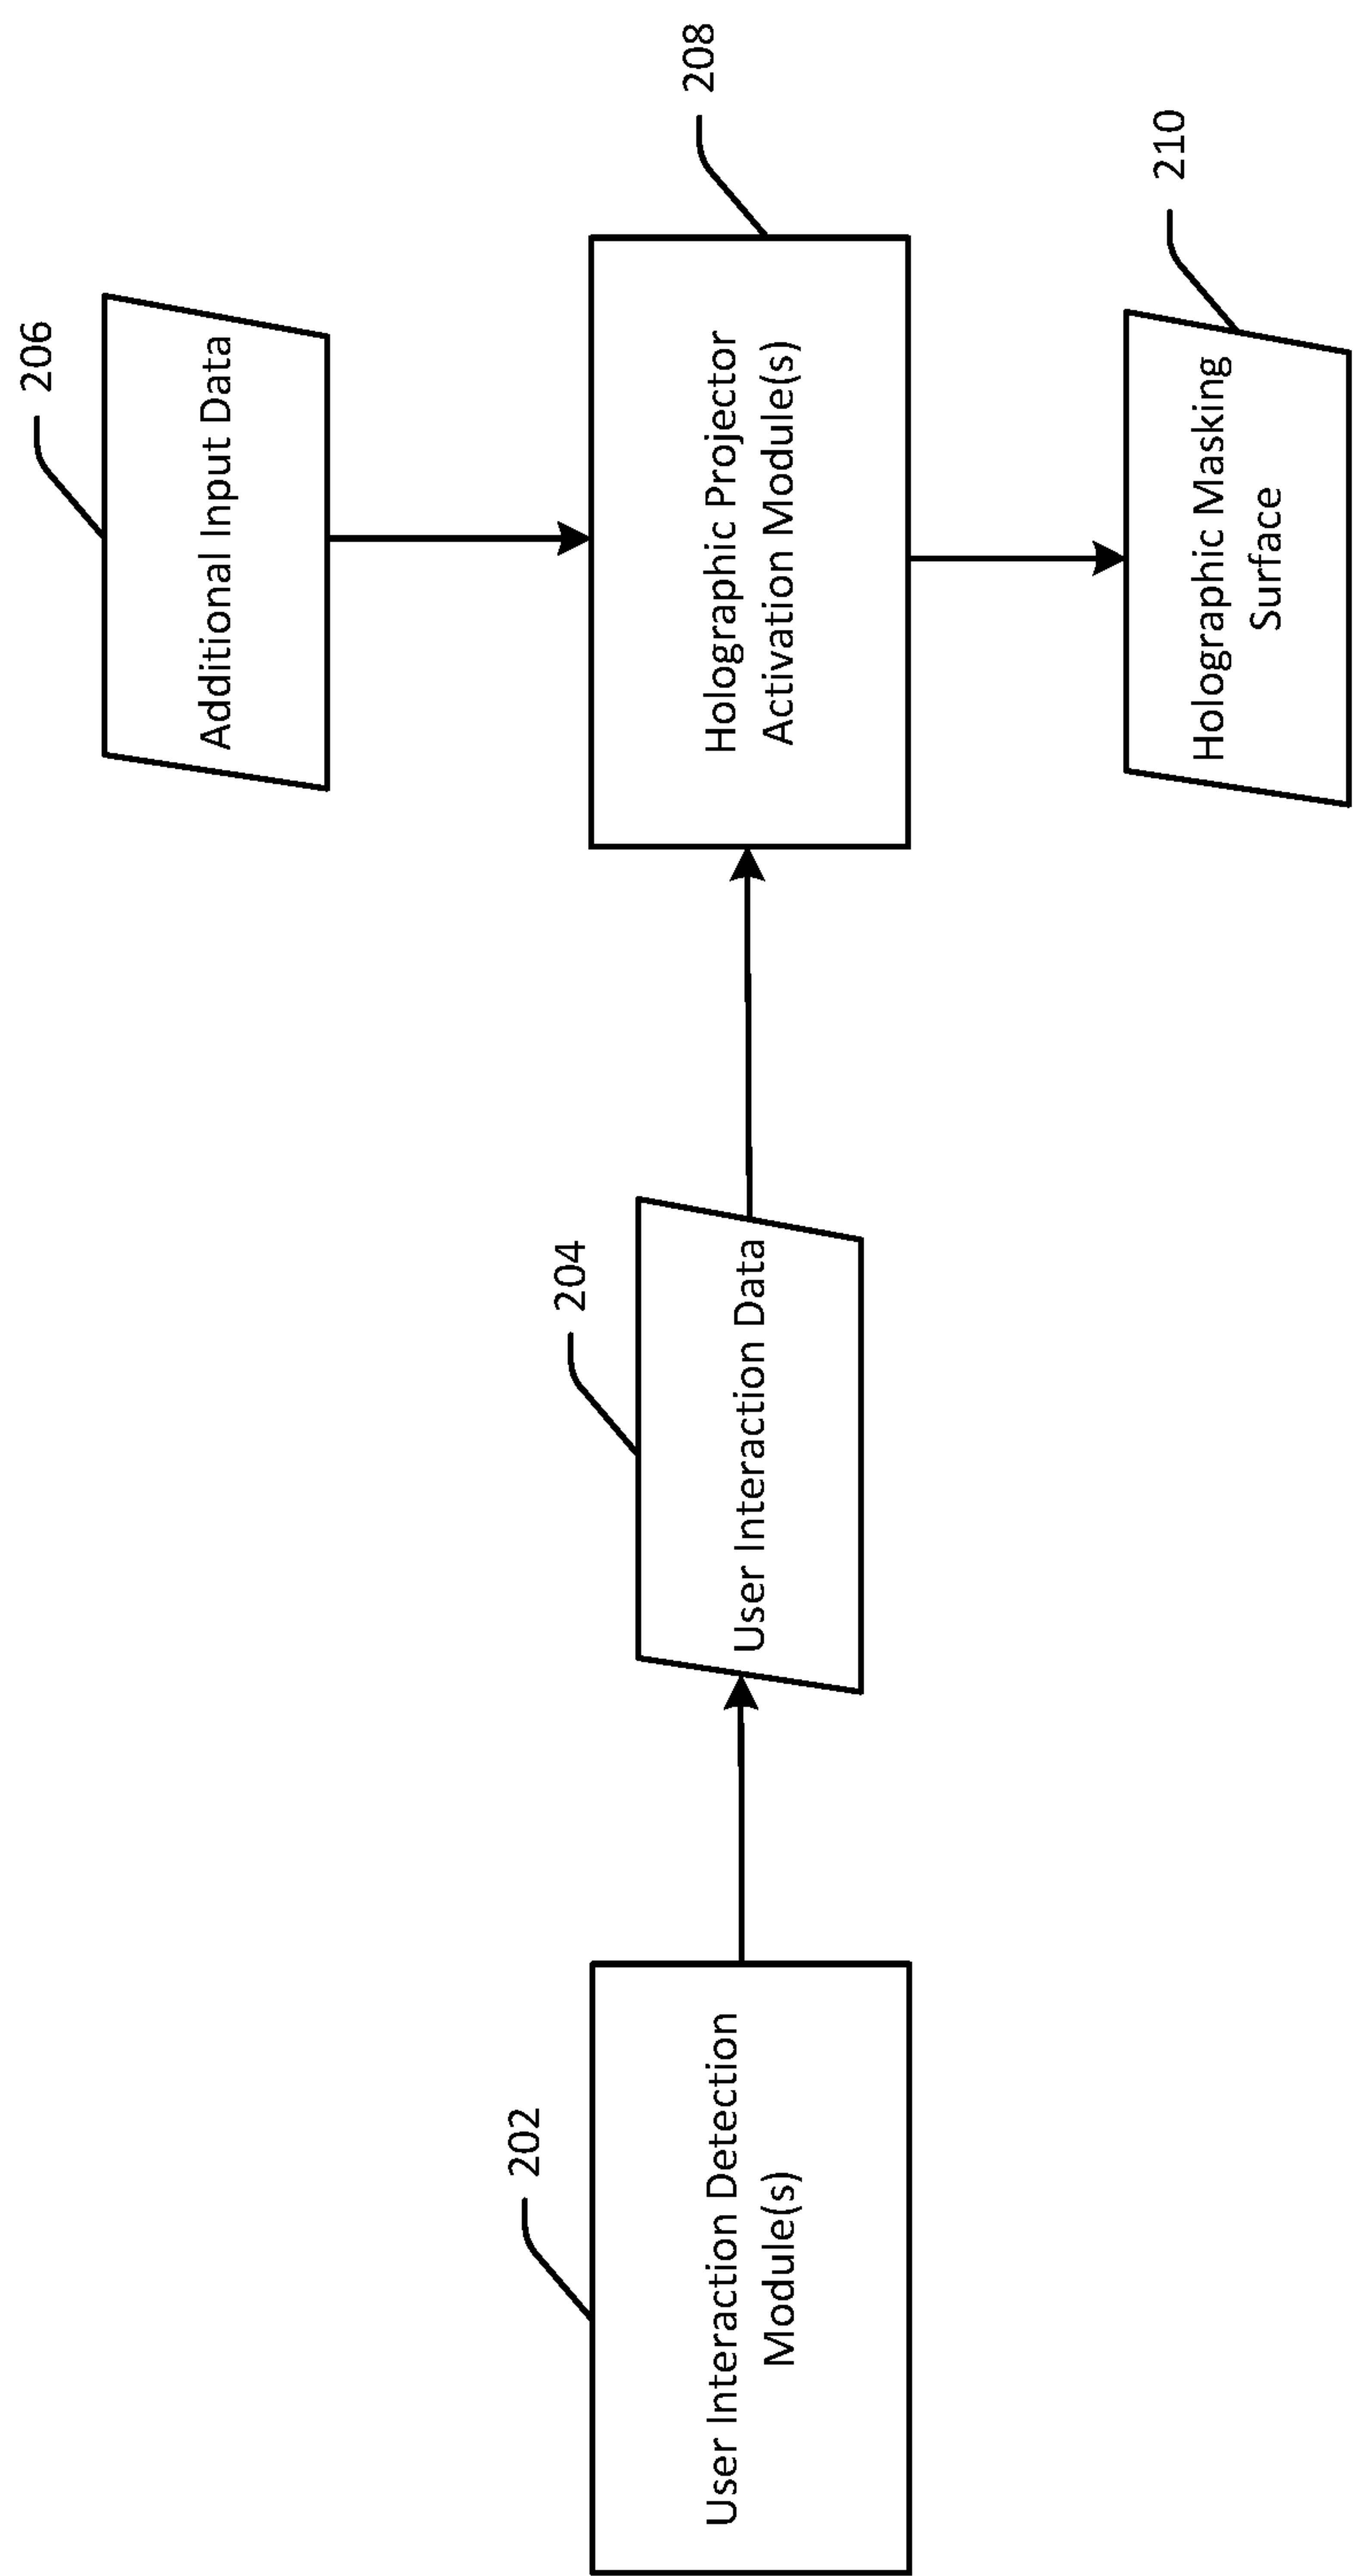 206
Additional Input Data
202
User Interaction Detection
Module(s)
204
User Interaction Data
208
Holographic Projector
Activation Module(s)
210
Holographic Masking
Surface